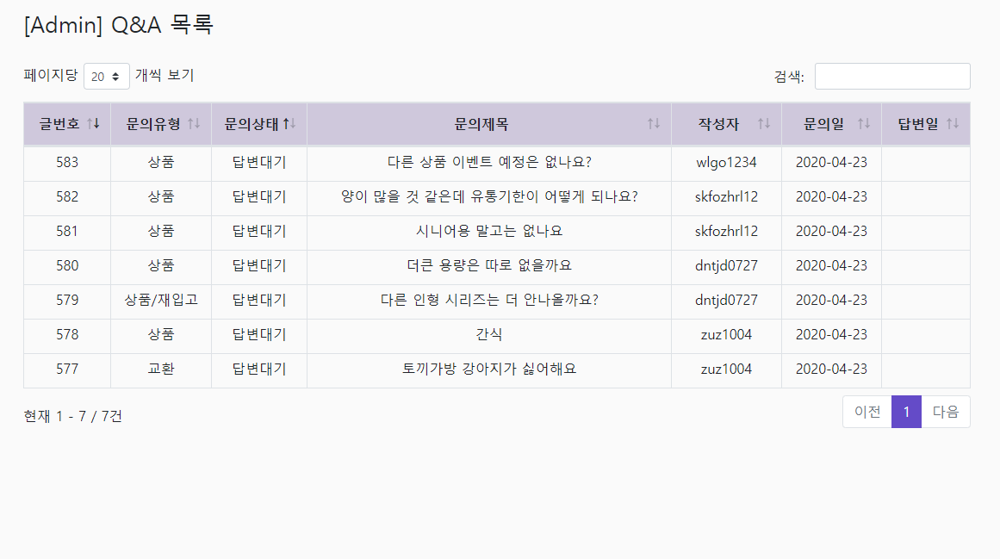 [Admin] Q&A 목록
페이지당 20 개씩 보기 검색:
글번호 문의유형 문의상태 문의제목 작성자 문의일 답변일
583 상품 답변대기 다른 상품 이벤트 예정은 없나요? wlgo1234 2020-04-23
582 상품 답변대기 양이 많을 것 같은데 유통기한이 어떻게 되나요? skfozhrl12 2020-04-23
581 상품 답변대기 시니어용 말고는 없나요 skfozhrl12 2020-04-23
580 상품 답변대기 더큰 용량은 따로 없을까요 dntjd0727 2020-04-23
579 상품/재입고 답변대기 다른 인형 시리즈는 더 안나올까요? dntjd0727 2020-04-23
578 상품 답변대기 간식 zuz1004 2020-04-23
577 교환 답변대기 토끼가방 강아지가 싫어해요 zuz1004 2020-04-23
현재 1 - 7 / 7건 이전 1 다음